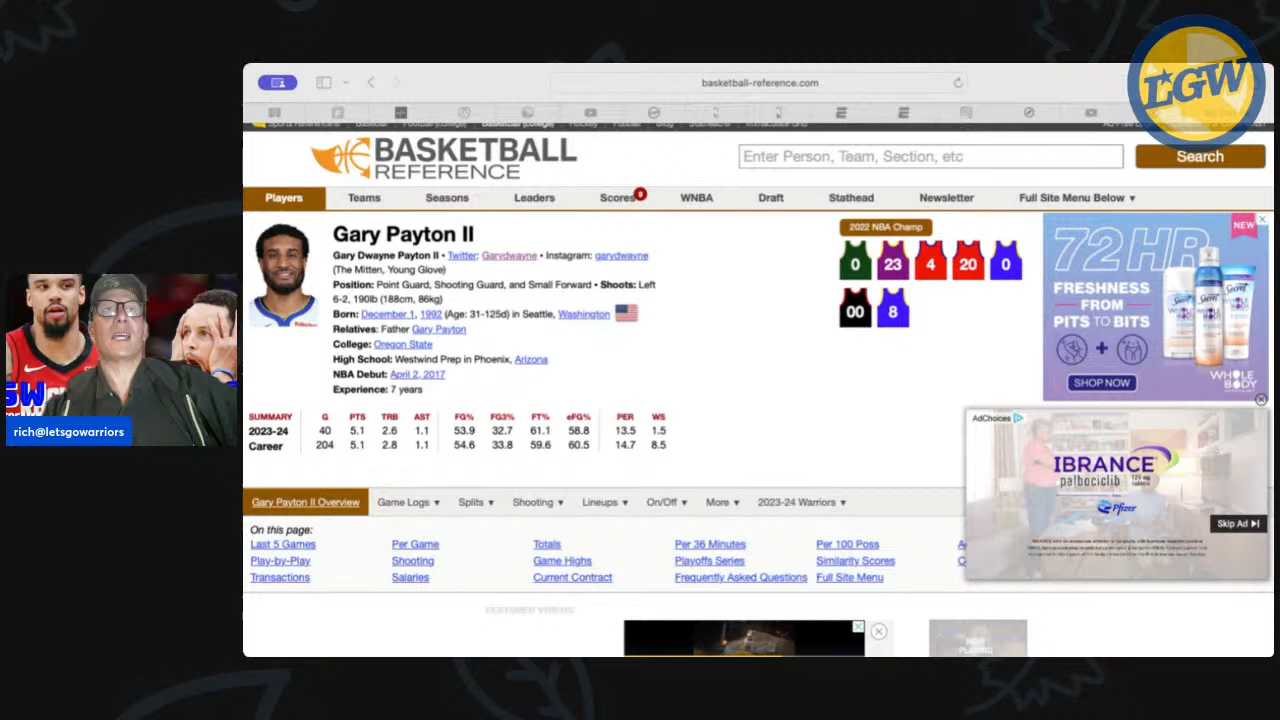 LGW
basketball-reference.com
BASKETBALL
REFERENCE
Enter Person, Team, Section, etc
Search
Players Teams Seasons Leaders Scores 9 WNBA Draft Stathead Newsletter Full Site Menu Below ▼
Gary Payton II
Gary Dwayne Payton II • Twitter: Garydwayne • Instagram: garydwayne
(The Mitten, Young Glove)
Position: Point Guard, Shooting Guard, and Small Forward • Shoots: Left
6-2, 190lb (188cm, 86kg)
Born: December 1, 1992 (Age: 31-125d) in Seattle, Washington
Relatives: Father Gary Payton
College: Oregon State
High School: Westwind Prep in Phoenix, Arizona
NBA Debut: April 2, 2017
Experience: 7 years
2022 NBA Champ
0 23 4 20 0
00 8
NEW
72HR
FRESHNESS
FROM
PITS TO BITS
SHOP NOW
Secret
WHOLE
BODY
SUMMARY G PTS TRB AST FG% FG3% FT% eFG% PER WS
2023-24 40 5.1 2.6 1.1 53.9 32.7 61.1 58.8 13.5 1.5
Career 204 5.1 2.8 1.1 54.6 33.8 59.6 60.5 14.7 8.5
AdChoices
IBRANCE
palbociclib 125 mg tablets
Pfizer
Skip Ad
rich@letsgowarriors
Gary Payton II Overview Game Logs ▼ Splits ▼ Shooting ▼ Lineups ▼ On/Off ▼ More ▼ 2023-24 Warriors ▼
On this page:
Last 5 Games Per Game Totals Per 36 Minutes Per 100 Poss
Play-by-Play Shooting Game Highs Playoffs Series Similarity Scores
Transactions Salaries Current Contract Frequently Asked Questions Full Site Menu
FEATURED VIDEOS
NOW
PLAYING